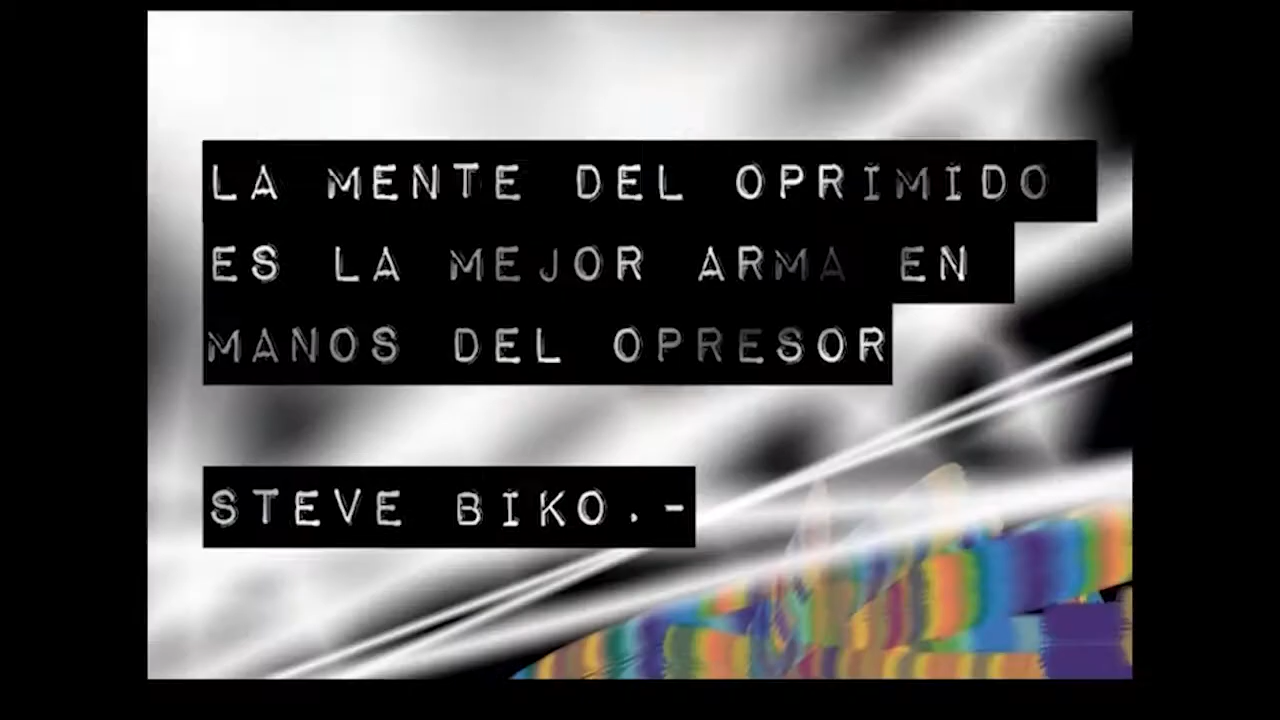 LA MENTE DEL OPRIMIDO
ES LA MEJOR ARMA EN
MANOS DEL OPRESOR
STEVE BIKO.-